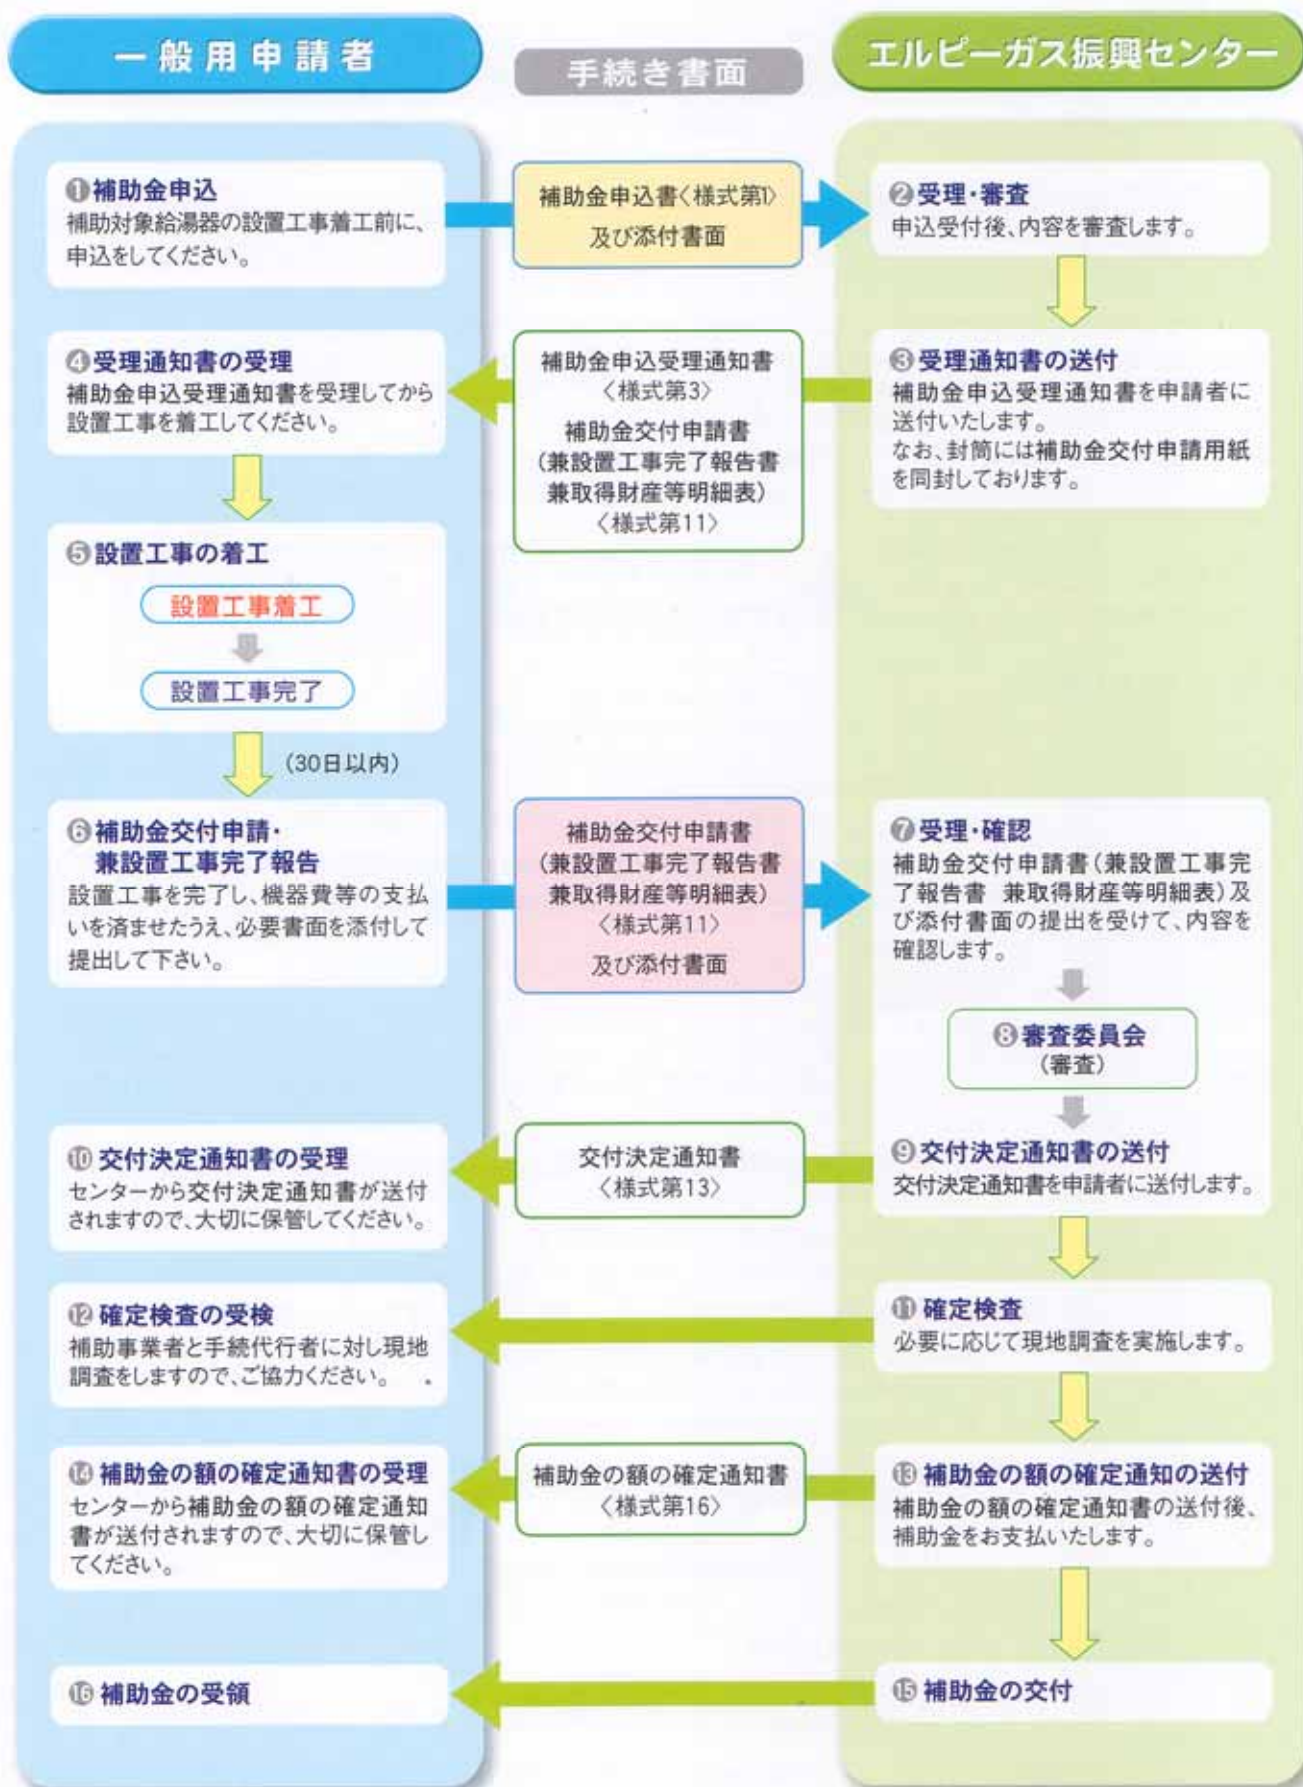 一般用申請者
手続き書面
エルピーガス振興センター
❶補助金申込
補助対象給湯器の設置工事着工前に、
申込をしてください。
補助金申込書〈様式第1〉
及び添付書面
❷受理・審査
申込受付後、内容を審査します。
❹受理通知書の受理
補助金申込受理通知書を受理してから
設置工事を着工してください。
補助金申込受理通知書
〈様式第3〉
補助金交付申請書
(兼設置工事完了報告書
兼取得財産等明細表)
〈様式第11〉
❸受理通知書の送付
補助金申込受理通知書を申請者に
送付いたします。
なお、封筒には補助金交付申請用紙
を同封しております。
❺設置工事の着工
設置工事着工
設置工事完了
(30日以内)
❻補助金交付申請・
兼設置工事完了報告
設置工事を完了し、機器費等の支払
いを済ませたうえ、必要書面を添付して
提出して下さい。
補助金交付申請書
(兼設置工事完了報告書
兼取得財産等明細表)
〈様式第11〉
及び添付書面
❼受理・確認
補助金交付申請書(兼設置工事完
了報告書 兼取得財産等明細表)及
び添付書面の提出を受けて、内容を
確認します。
❽審査委員会
(審査)
❿交付決定通知書の受理
センターから交付決定通知書が送付
されますので、大切に保管してください。
交付決定通知書
〈様式第13〉
❾交付決定通知書の送付
交付決定通知書を申請者に送付します。
⓬確定検査の受検
補助事業者と手続代行者に対し現地
調査をしますので、ご協力ください。
⓫確定検査
必要に応じて現地調査を実施します。
⓮補助金の額の確定通知書の受理
センターから補助金の額の確定通知
書が送付されますので、大切に保管し
てください。
補助金の額の確定通知書
〈様式第16〉
⓭補助金の額の確定通知の送付
補助金の額の確定通知書の送付後、
補助金をお支払いたします。
⓰補助金の受領
⓯補助金の交付